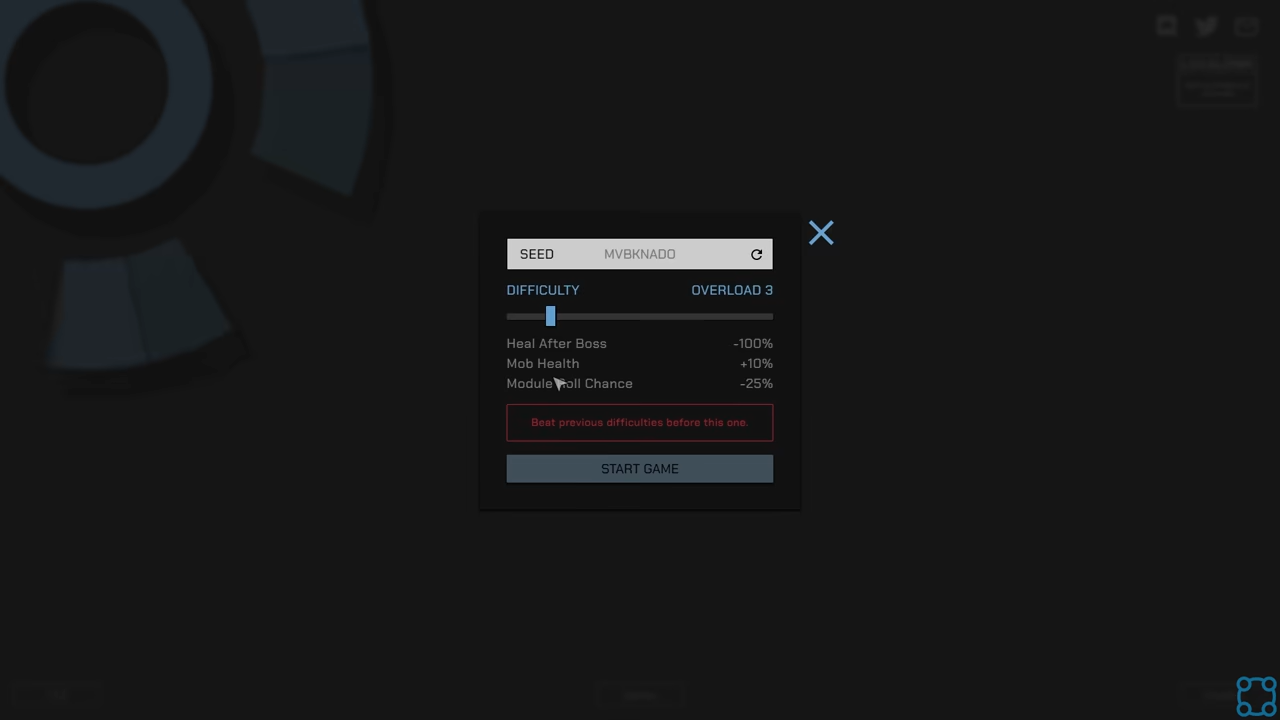 SEED MVBKNADO
DIFFICULTY OVERLOAD 3
Heal After Boss -100%
Mob Health +10%
Module Roll Chance -25%
Beat previous difficulties before this one.
START GAME